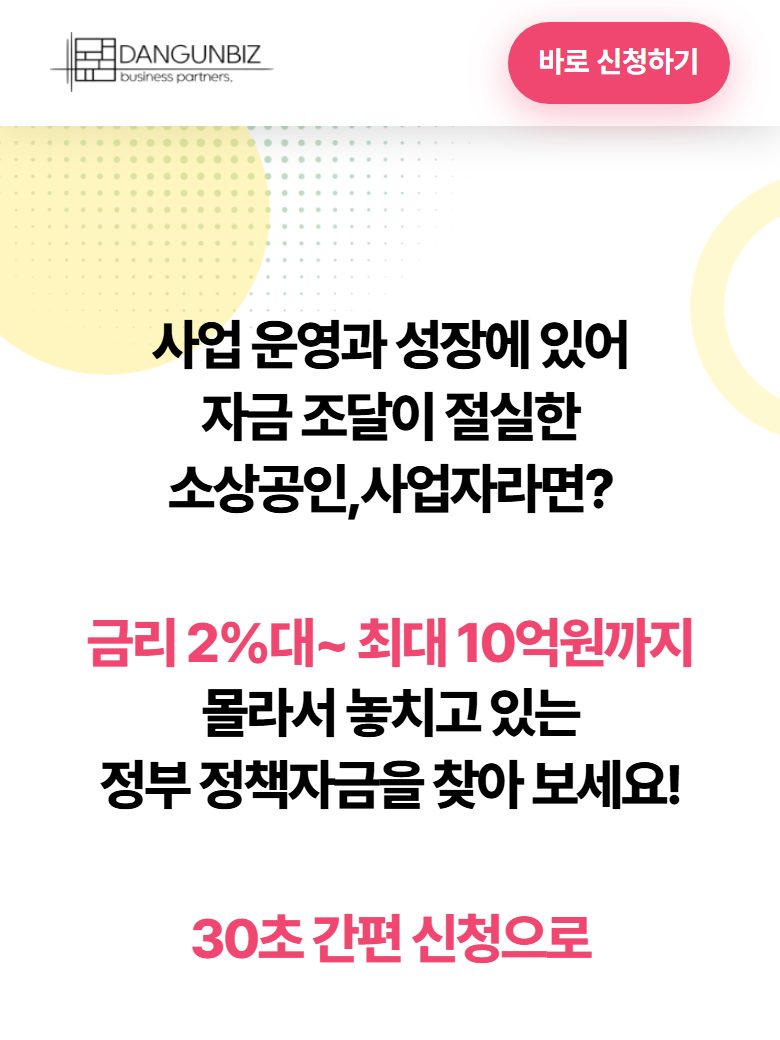 DANGUNBIZ
business partners,
바로 신청하기
사업 운영과 성장에 있어
자금 조달이 절실한
소상공인,사업자라면?
금리 2%대~ 최대 10억원까지
몰라서 놓치고 있는
정부 정책자금을 찾아 보세요!
30초 간편 신청으로